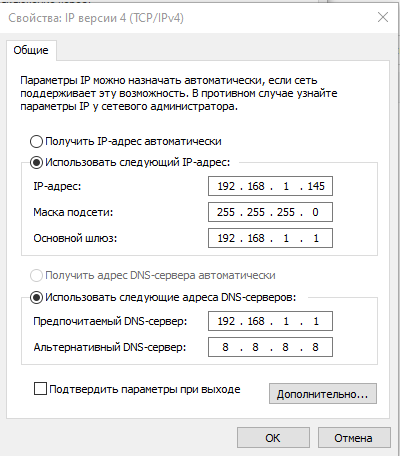 Свойства: IP версии 4 (TCP/IPv4)
Общие
Параметры IP можно назначать автоматически, если сеть
поддерживает эту возможность. В противном случае узнайте
параметры IP у сетевого администратора.
Получить IP-адрес автоматически
Использовать следующий IP-адрес:
IP-адрес: 192 . 168 . 1 . 145
Маска подсети: 255 . 255 . 255 . 0
Основной шлюз: 192 . 168 . 1 . 1
Получить адрес DNS-сервера автоматически
Использовать следующие адреса DNS-серверов:
Предпочитаемый DNS-сервер: 192 . 168 . 1 . 1
Альтернативный DNS-сервер: 8 . 8 . 8 . 8
Подтвердить параметры при выходе
Дополнительно...
ОК Отмена